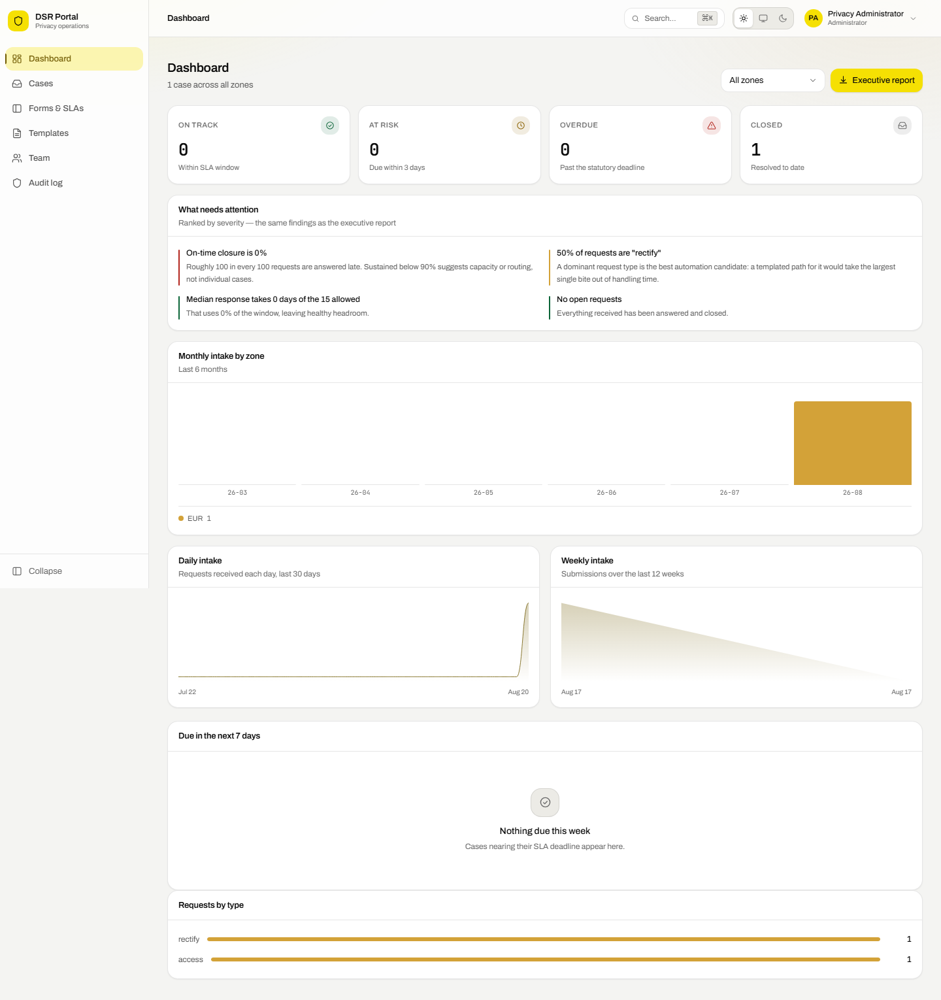 DSR Portal
Privacy operations
Dashboard
Cases
Forms & SLAs
Templates
Team
Audit log
Collapse
Dashboard
Search...
⌘K
PA
Privacy Administrator
Administrator
Dashboard
1 case across all zones
All zones
Executive report
ON TRACK
0
Within SLA window
AT RISK
0
Due within 3 days
OVERDUE
0
Past the statutory deadline
CLOSED
1
Resolved to date
What needs attention
Ranked by severity — the same findings as the executive report
On-time closure is 0%
Roughly 100 in every 100 requests are answered late. Sustained below 90% suggests capacity or routing,
not individual cases.
50% of requests are "rectify"
A dominant request type is the best automation candidate: a templated path for it would take the largest
single bite out of handling time.
Median response takes 0 days of the 15 allowed
That uses 0% of the window, leaving healthy headroom.
No open requests
Everything received has been answered and closed.
Monthly intake by zone
Last 6 months
26-03
26-04
26-05
26-06
26-07
26-08
EUR 1
Daily intake
Requests received each day, last 30 days
Jul 22
Aug 20
Weekly intake
Submissions over the last 12 weeks
Aug 17
Aug 17
Due in the next 7 days
Nothing due this week
Cases nearing their SLA deadline appear here.
Requests by type
rectify 1
access 1